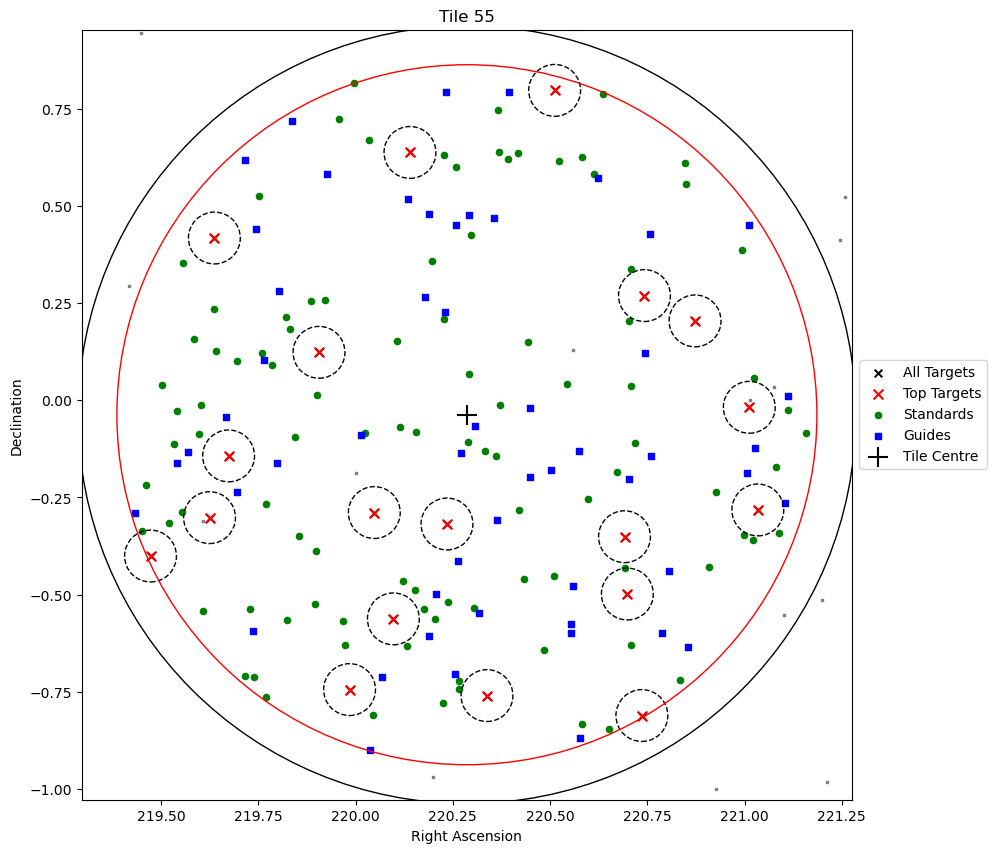 Tile 55
Declination
0.75
0.50
0.25
0.00
−0.25
−0.50
−0.75
−1.00
219.50 219.75 220.00 220.25 220.50 220.75 221.00 221.25
Right Ascension
All Targets
Top Targets
Standards
Guides
Tile Centre